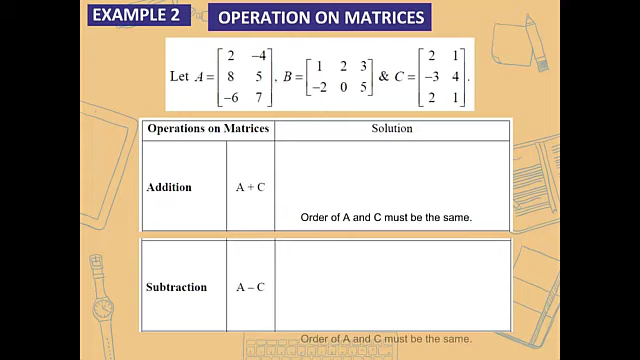 EXAMPLE 2
OPERATION ON MATRICES
Let A = [2 −4; 8 5; −6 7], B = [1 2 3; −2 0 5] & C = [2 1; −3 4; 2 1].
Operations on Matrices Solution
Addition A + C
Order of A and C must be the same.
Subtraction A – C
Order of A and C must be the same.